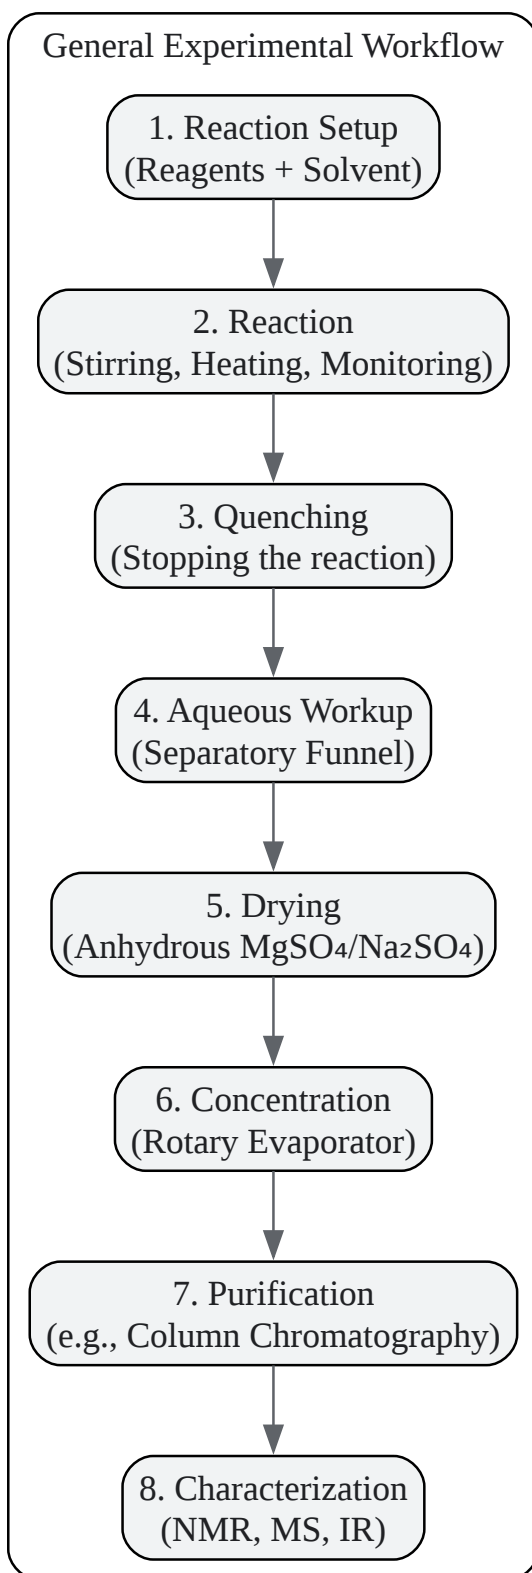 General Experimental Workflow
1. Reaction Setup
(Reagents + Solvent)
2. Reaction
(Stirring, Heating, Monitoring)
3. Quenching
(Stopping the reaction)
4. Aqueous Workup
(Separatory Funnel)
5. Drying
(Anhydrous MgSO₄/Na₂SO₄)
6. Concentration
(Rotary Evaporator)
7. Purification
(e.g., Column Chromatography)
8. Characterization
(NMR, MS, IR)